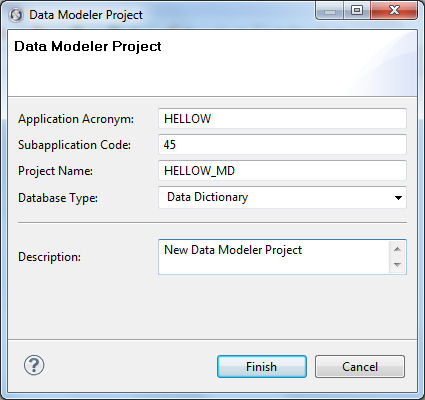 Data Modeler Project
Data Modeler Project
Application Acronym: HELLOW
Subapplication Code: 45
Project Name: HELLOW_MD
Database Type: Data Dictionary
Description: New Data Modeler Project
? Finish Cancel